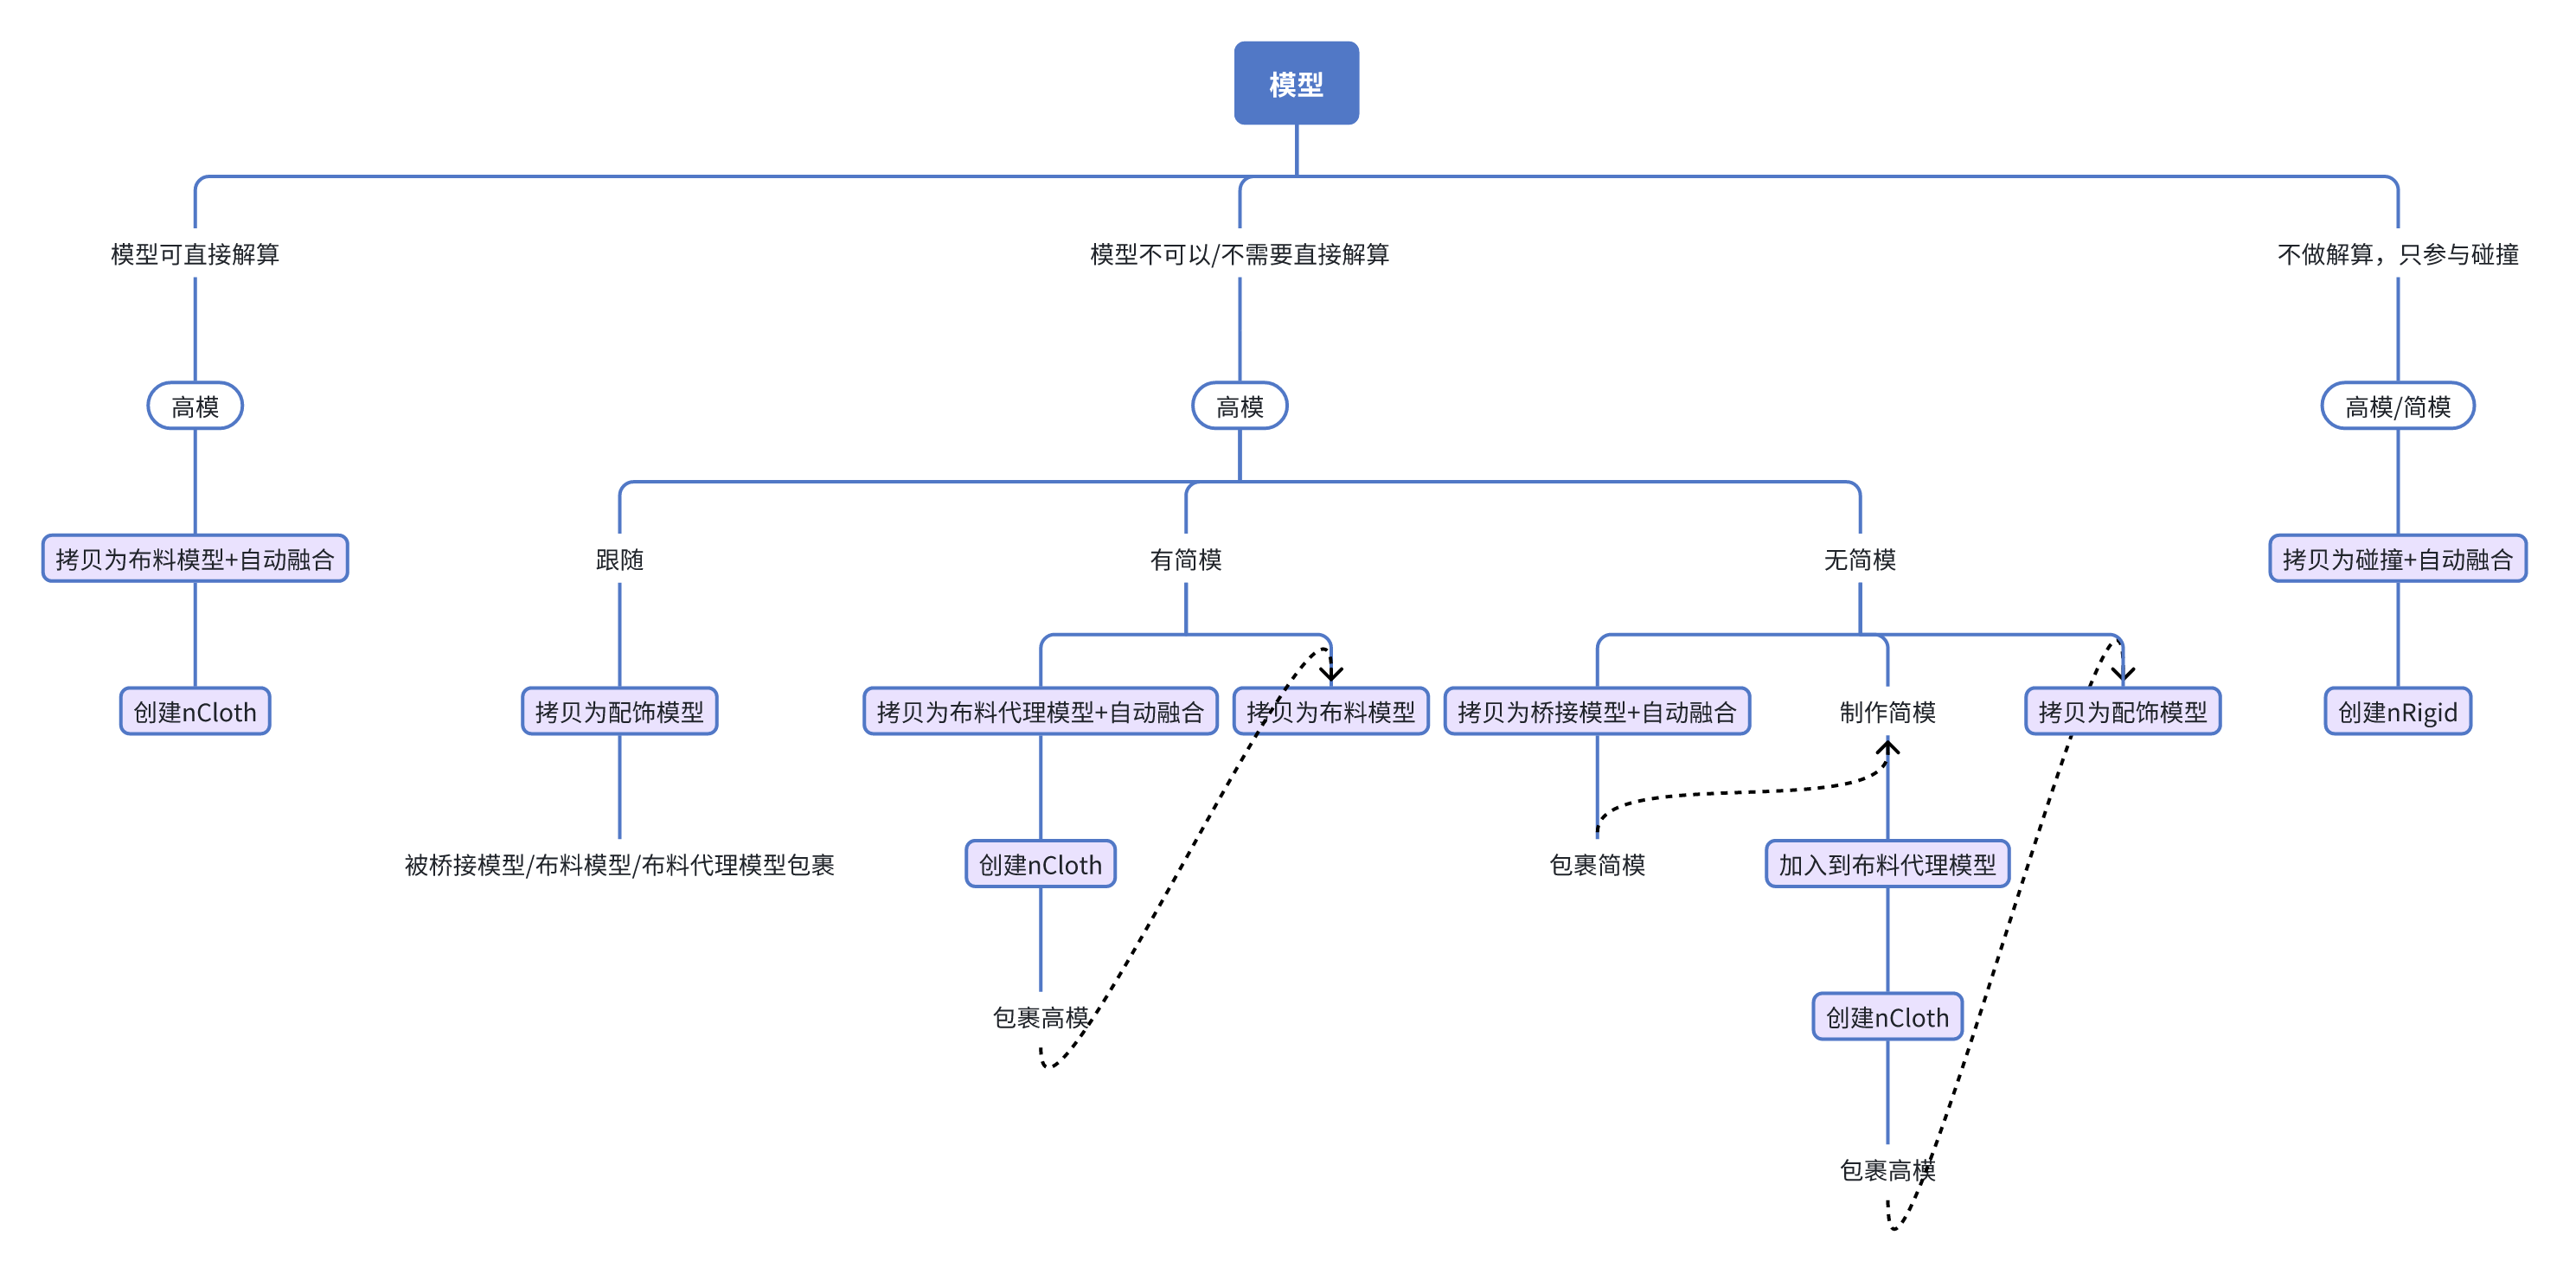 模型
模型可直接解算
模型不可以/不需要直接解算
不做解算，只参与碰撞
高模
高模
高模/简模
拷贝为布料模型+自动融合
跟随
有简模
无简模
拷贝为碰撞+自动融合
创建nCloth
拷贝为配饰模型
拷贝为布料代理模型+自动融合
拷贝为布料模型
拷贝为桥接模型+自动融合
制作简模
拷贝为配饰模型
创建nRigid
被桥接模型/布料模型/布料代理模型包裹
创建nCloth
包裹简模
加入到布料代理模型
包裹高模
创建nCloth
包裹高模